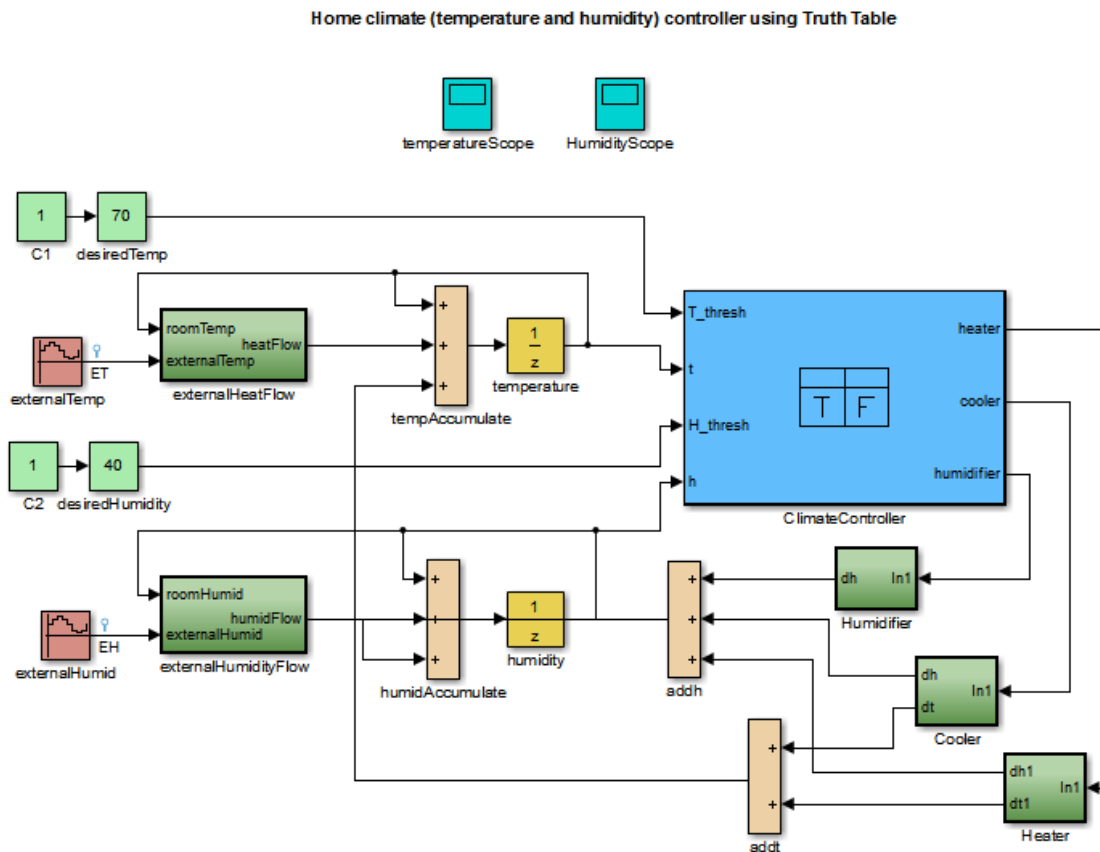 Home climate (temperature and humidity) controller using Truth Table
temperatureScope
HumidityScope
1
C1
70
desiredTemp
externalTemp
ET
roomTemp
externalTemp
heatFlow
externalHeatFlow
+
+
+
tempAccumulate
1
z
temperature
T_thresh
t
H_thresh
h
T F
heater
cooler
humidifier
ClimateController
1
C2
40
desiredHumidity
externalHumid
EH
roomHumid
externalHumid
humidFlow
externalHumidityFlow
+
+
+
humidAccumulate
1
z
humidity
+
+
+
addh
dh
In1
Humidifier
dh
dt
In1
Cooler
+
+
addt
dh1
dt1
In1
Heater